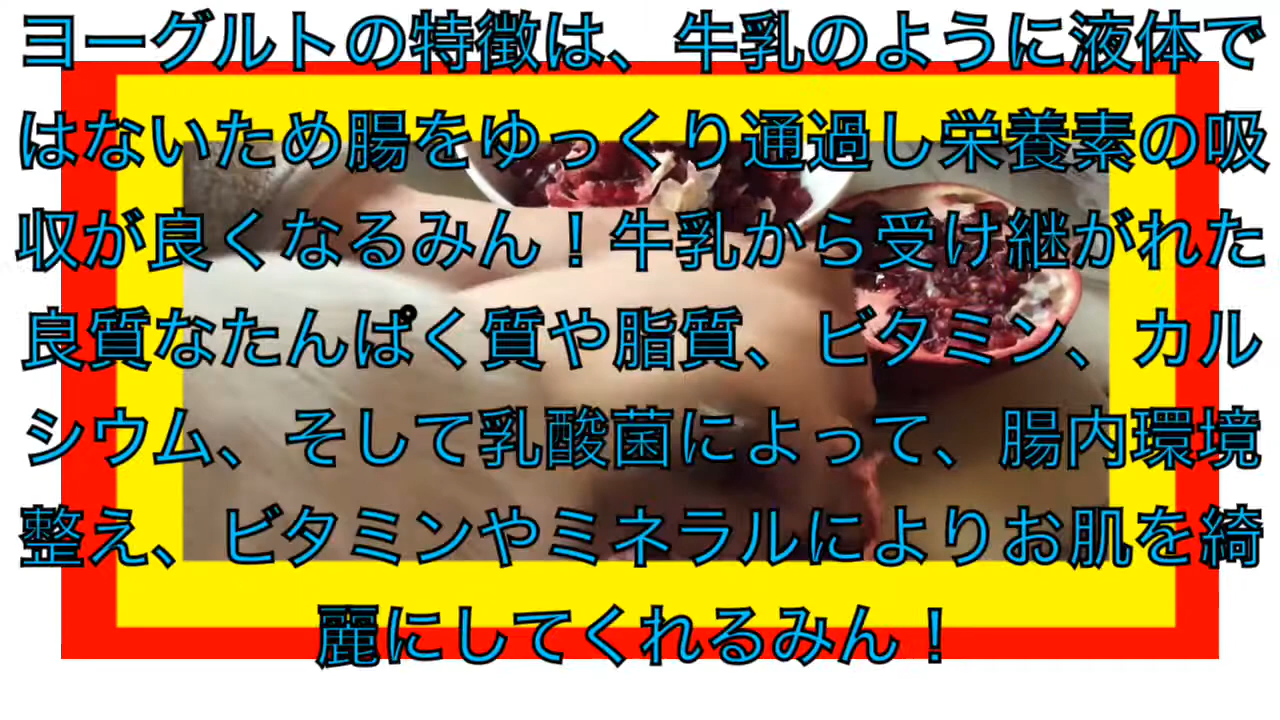 ヨーグルトの特徴は、牛乳のように液体で
はないため腸をゆっくり通過し栄養素の吸
収が良くなるみん！牛乳から受け継がれた
良質なたんぱく質や脂質、ビタミン、カル
シウム、そして乳酸菌によって、腸内環境
整え、ビタミンやミネラルによりお肌を綺
麗にしてくれるみん！